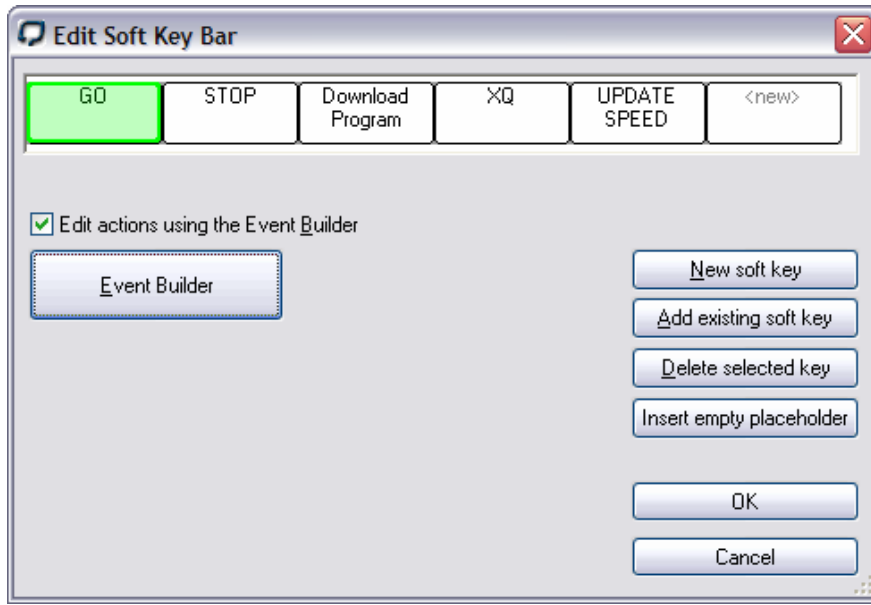 Edit Soft Key Bar
GO STOP Download XQ UPDATE <new>
Program SPEED
Edit actions using the Event Builder
Event Builder
New soft key
Add existing soft key
Delete selected key
Insert empty placeholder
OK
Cancel